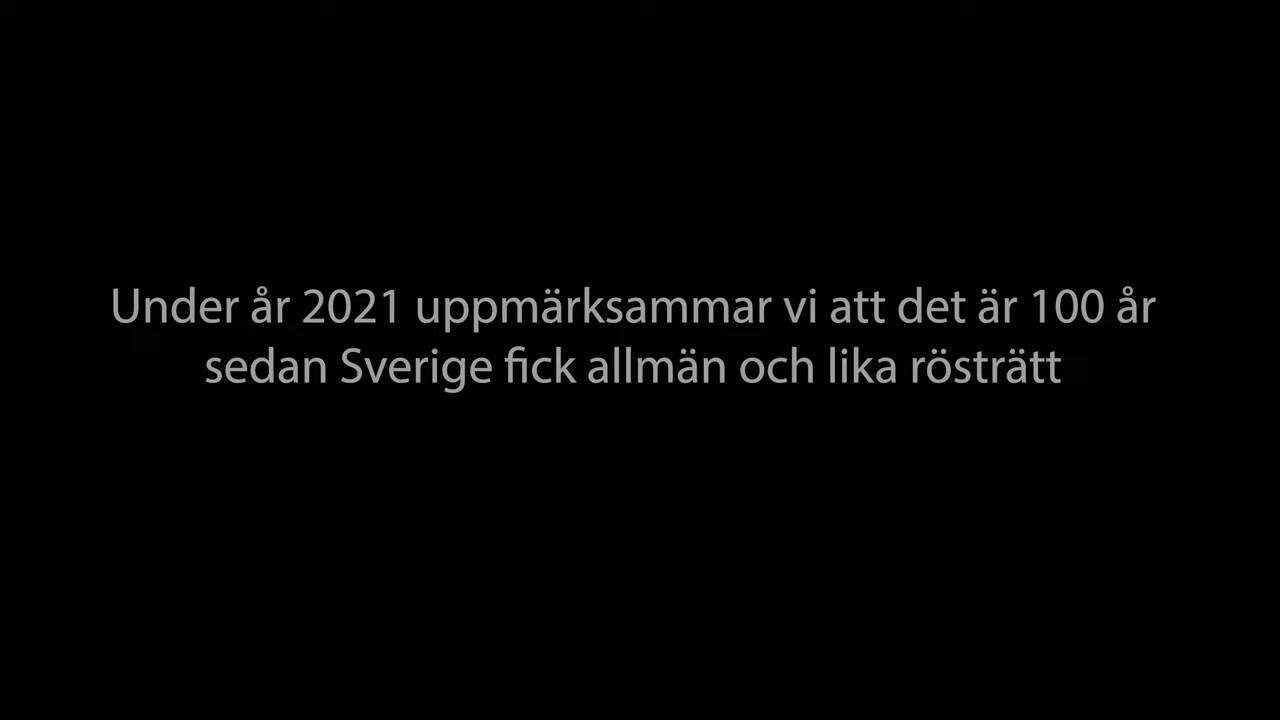 Under år 2021 uppmärksammar vi att det är 100 år
sedan Sverige fick allmän och lika rösträtt